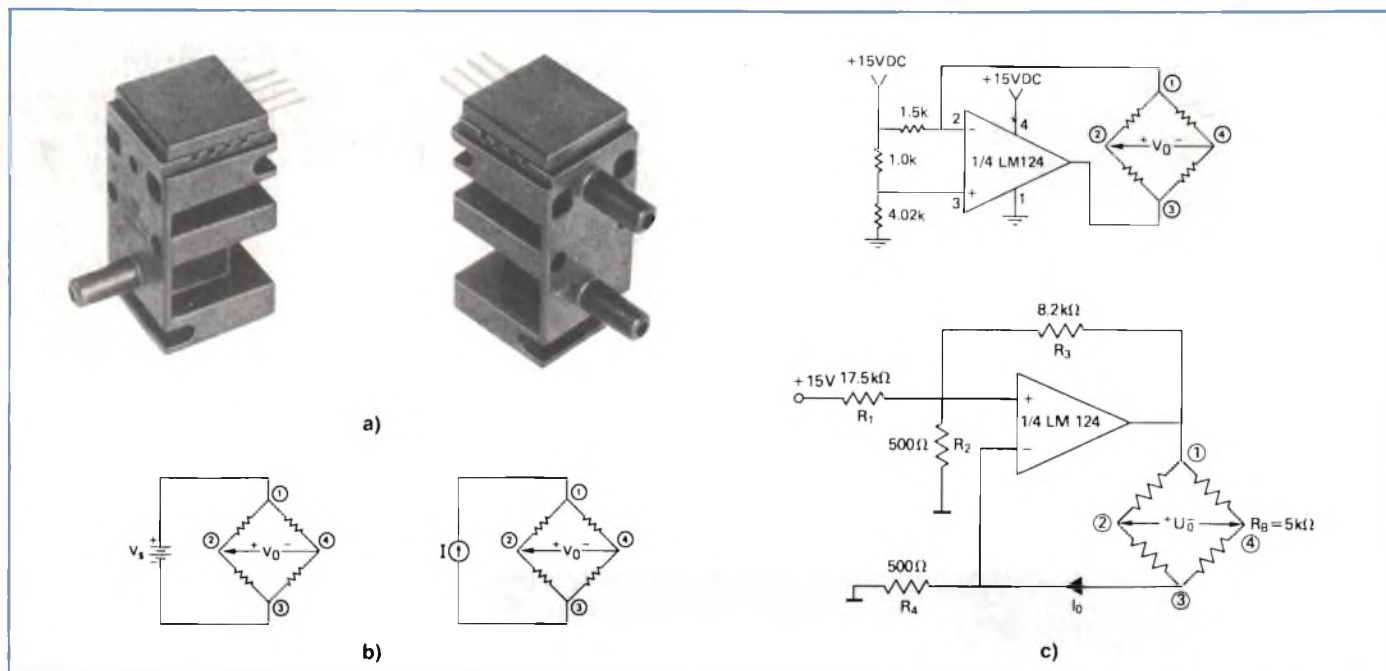 a)
+15VDC
+15VDC
1.5k
2
-
4
1.0k
1/4 LM124
+
3
1
4.02k
①
② + V₀ - ④
③
8.2kΩ
R₃
+15V 17.5kΩ
R₁
+
1/4 LM 124
-
500Ω R₂
①
② +U₀- R_B=5kΩ
④
500Ω
R₄
I₀
③
①
V_s + - ② + V₀ - ④
③
①
I ② + V₀ - ④
③
b)
c)